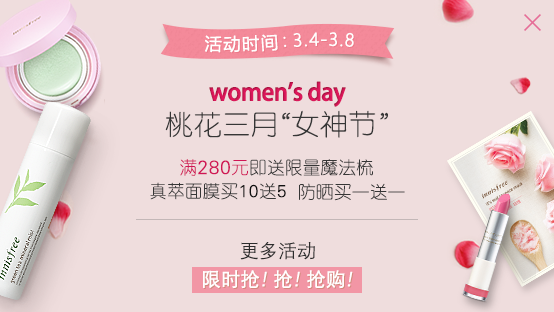 活动时间：3.4-3.8
women's day
桃花三月“女神节”
满280元即送限量魔法梳
真萃面膜买10送5 防晒买一送一
更多活动
限时抢！抢！抢购！
innisfree
innisfree